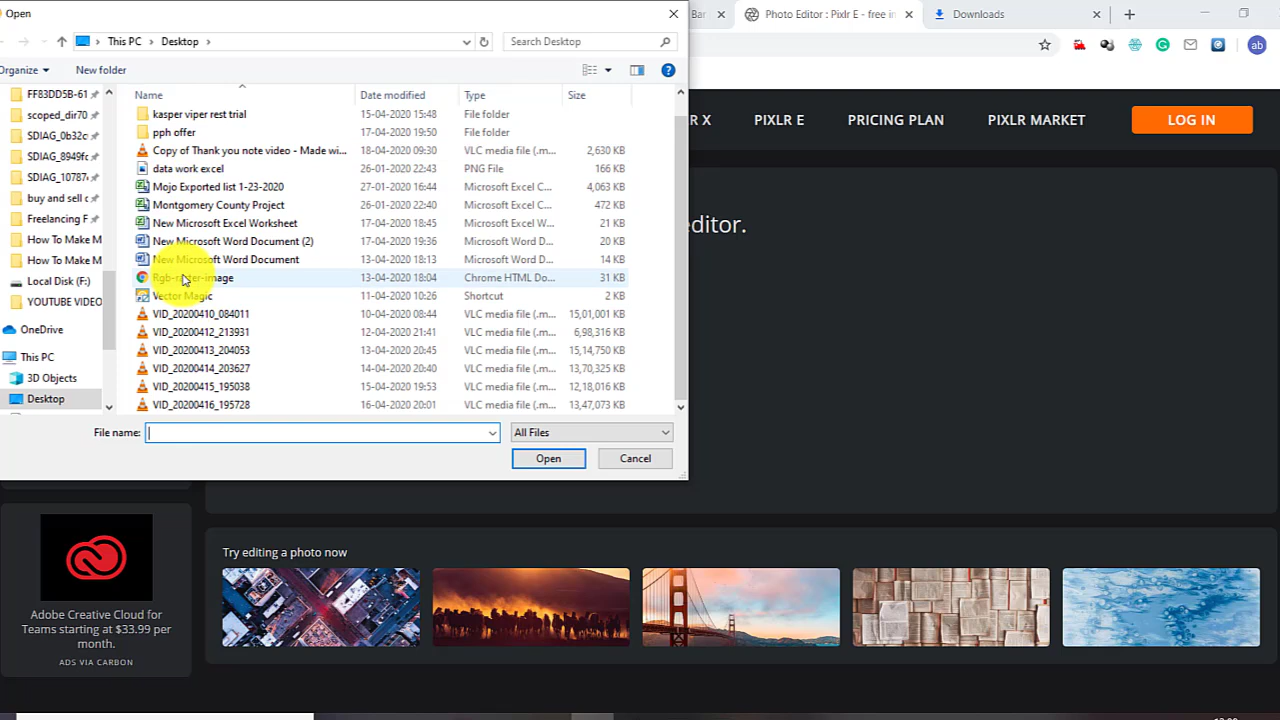 Open
Bar
Photo Editor : Pixlr E - free in
Downloads
This PC
Desktop
Search Desktop
ab
Organize
New folder
Name
Date modified
Type
Size
FF83DD5B-61
scoped_dir70
SDIAG_0b32c
SDIAG_8949fc
SDIAG_10787
buy and sell c
Freelancing F
How To Make M
How To Make M
Local Disk (F:)
YOUTUBE VIDEO
OneDrive
This PC
3D Objects
Desktop
kasper viper rest trial 15-04-2020 15:48 File folder
pph offer 17-04-2020 19:50 File folder
Copy of Thank you note video - Made wi... 18-04-2020 09:30 VLC media file (.m... 2,630 KB
data work excel 26-01-2020 22:43 PNG File 166 KB
Mojo Exported list 1-23-2020 27-01-2020 16:44 Microsoft Excel C... 4,063 KB
Montgomery County Project 26-01-2020 22:40 Microsoft Excel C... 472 KB
New Microsoft Excel Worksheet 17-04-2020 18:45 Microsoft Excel W... 21 KB
New Microsoft Word Document (2) 17-04-2020 19:36 Microsoft Word D... 20 KB
New Microsoft Word Document 13-04-2020 18:13 Microsoft Word D... 14 KB
Rgb-raster-image 13-04-2020 18:04 Chrome HTML Do... 31 KB
Vector Magic 11-04-2020 10:26 Shortcut 2 KB
VID_20200410_084011 10-04-2020 08:44 VLC media file (.m... 15,01,001 KB
VID_20200412_213931 12-04-2020 21:41 VLC media file (.m... 6,98,316 KB
VID_20200413_204053 13-04-2020 20:45 VLC media file (.m... 15,14,750 KB
VID_20200414_203627 14-04-2020 20:40 VLC media file (.m... 13,70,325 KB
VID_20200415_195038 15-04-2020 19:53 VLC media file (.m... 12,18,016 KB
VID_20200416_195728 16-04-2020 20:01 VLC media file (.m... 13,47,073 KB
File name:
All Files
Open
Cancel
R X
PIXLR E
PRICING PLAN
PIXLR MARKET
LOG IN
editor.
Try editing a photo now
Adobe Creative Cloud for
Teams starting at $33.99 per
month.
ADS VIA CARBON